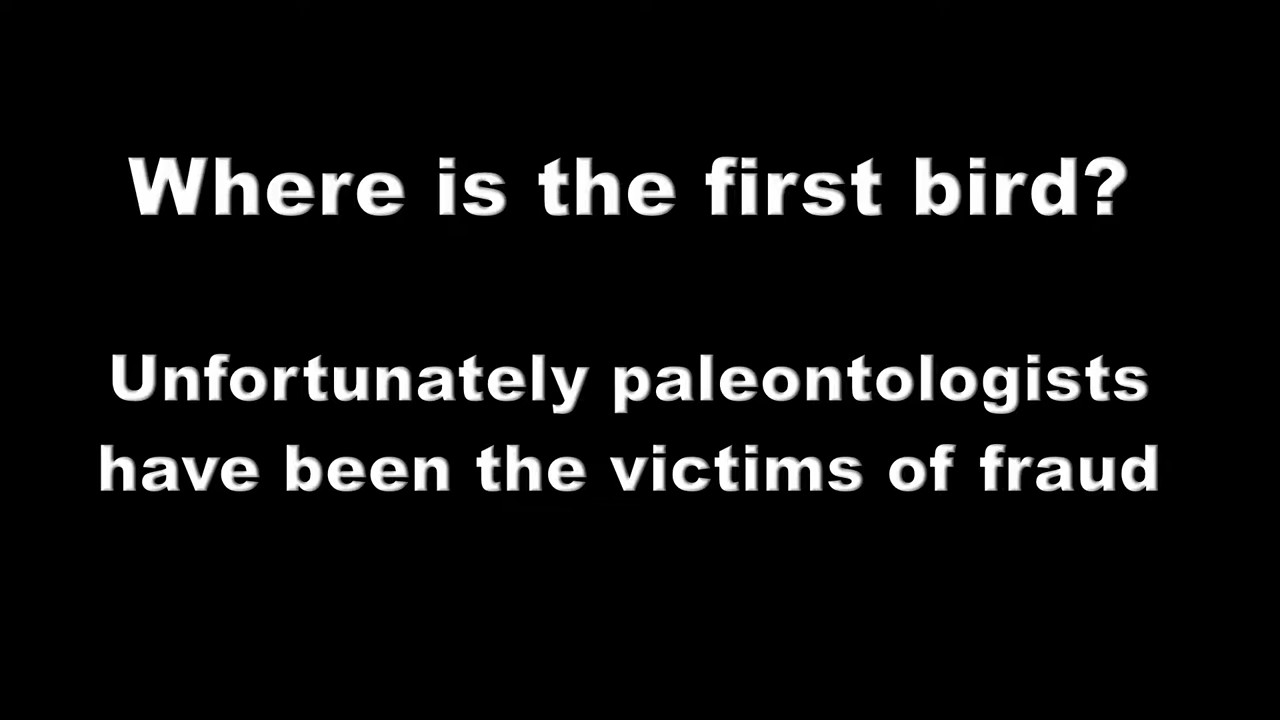 Where is the first bird?
Unfortunately paleontologists
have been the victims of fraud